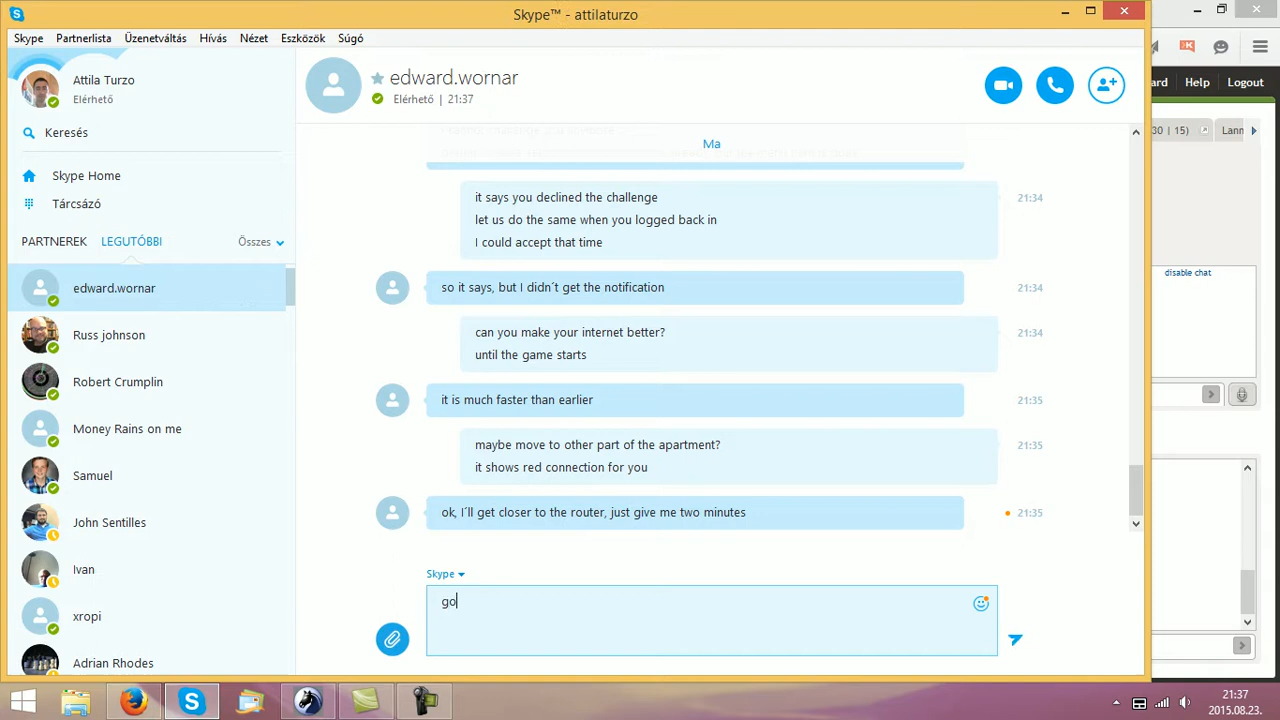 Skype™ - attilaturzo
Skype Partnerlista Üzenetváltás Hívás Nézet Eszközök Súgó
Attila Turzo
Elérhető
Keresés
Skype Home
Tárcsázó
PARTNEREK LEGUTÓBBI Összes
edward.wornar
Russ johnson
Robert Crumplin
Money Rains on me
Samuel
John Sentilles
Ivan
xropi
Adrian Rhodes
edward.wornar
Elérhető | 21:37
Ma
it says you declined the challenge 21:34
let us do the same when you logged back in
I could accept that time
so it says, but I didn´t get the notification 21:34
can you make your internet better? 21:34
until the game starts
it is much faster than earlier 21:35
maybe move to other part of the apartment? 21:35
it shows red connection for you
ok, I´ll get closer to the router, just give me two minutes 21:35
Skype
go
ard Help Logout
30 | 15) Lann
disable chat
21:37
2015.08.23.